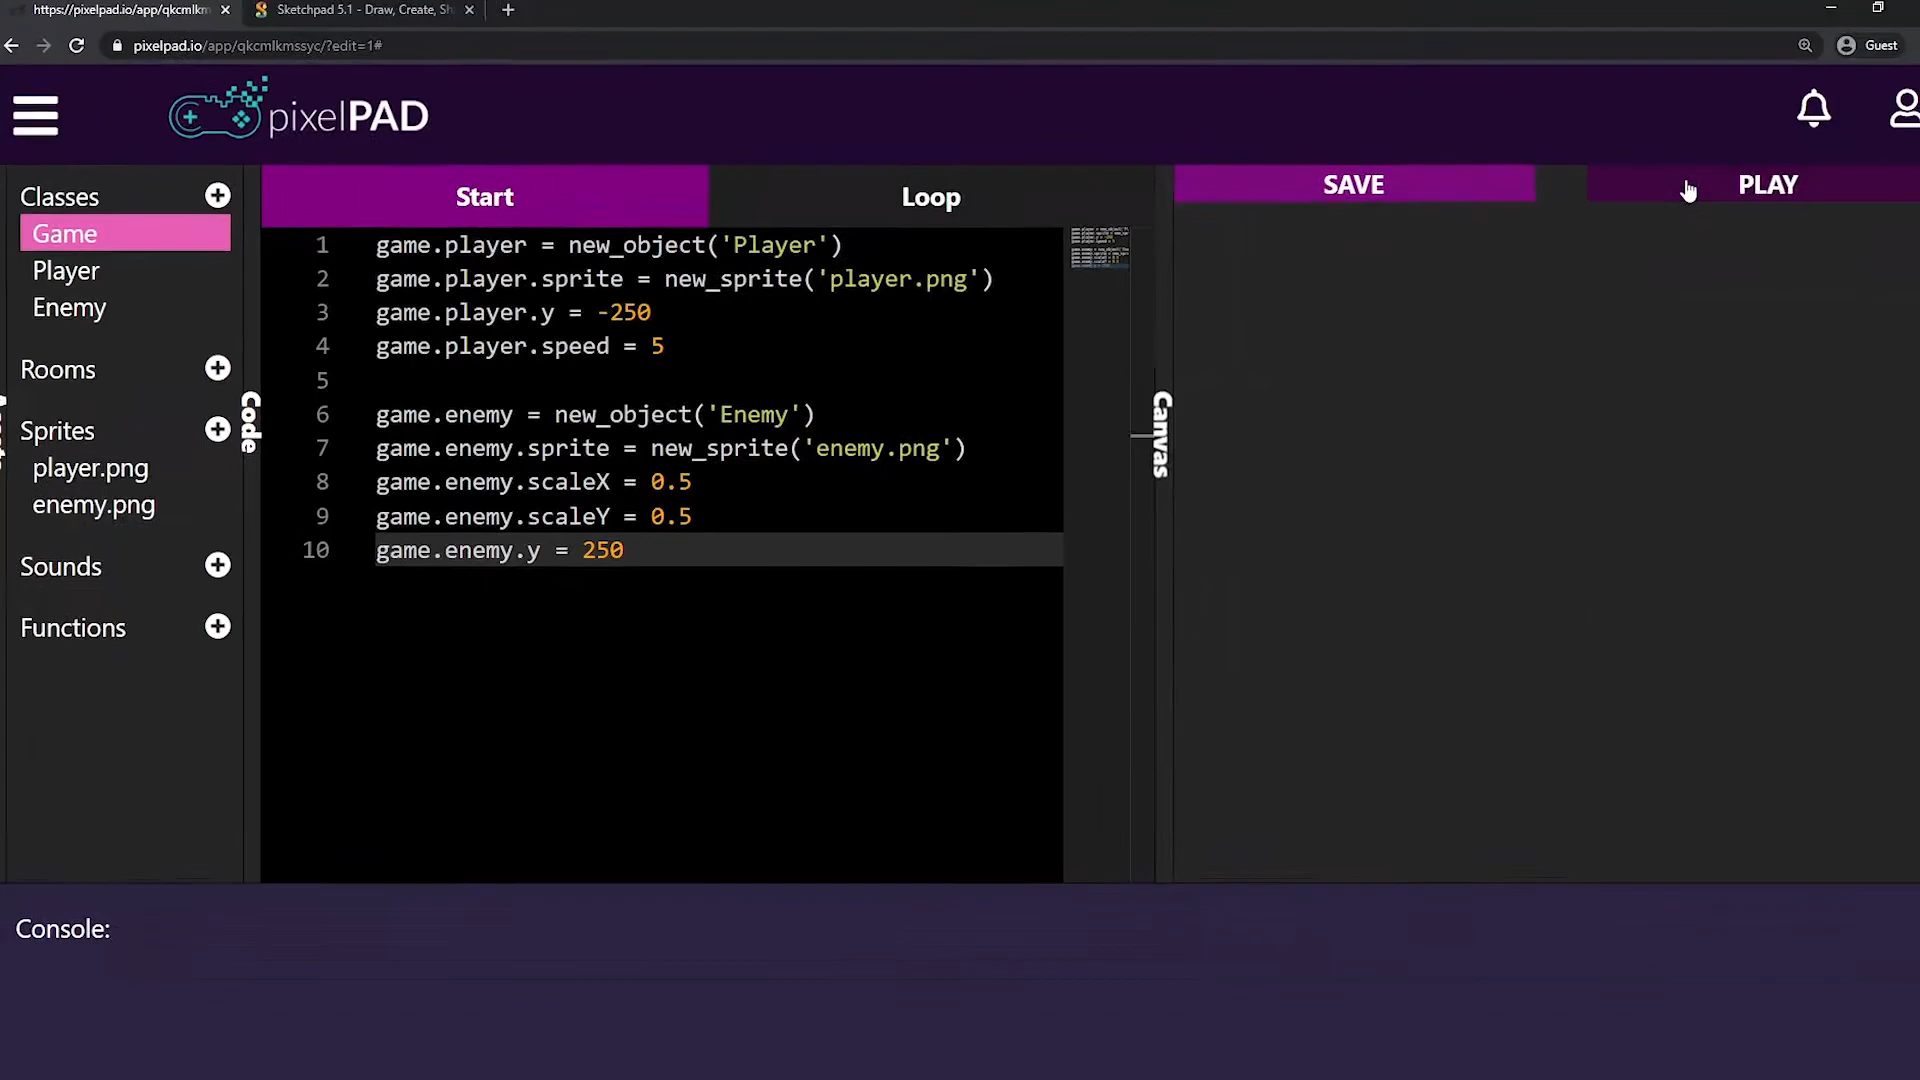 https://pixelpad.io/app/qkcmlkm
Sketchpad 5.1 - Draw, Create, Sh
pixelpad.io/app/qkcmlkmssyc/?edit=1#
Guest
pixelPAD
Classes
Game
Player
Enemy
Rooms
Sprites
player.png
enemy.png
Sounds
Functions
Code
Start
Loop
1 game.player = new_object('Player')
2 game.player.sprite = new_sprite('player.png')
3 game.player.y = -250
4 game.player.speed = 5
5
6 game.enemy = new_object('Enemy')
7 game.enemy.sprite = new_sprite('enemy.png')
8 game.enemy.scaleX = 0.5
9 game.enemy.scaleY = 0.5
10 game.enemy.y = 250
Canvas
SAVE
PLAY
Console: